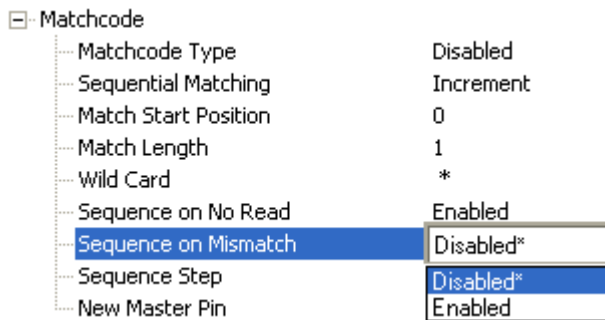 Matchcode
Matchcode Type Disabled
Sequential Matching Increment
Match Start Position 0
Match Length 1
Wild Card *
Sequence on No Read Enabled
Sequence on Mismatch Disabled*
Sequence Step Disabled*
New Master Pin Enabled